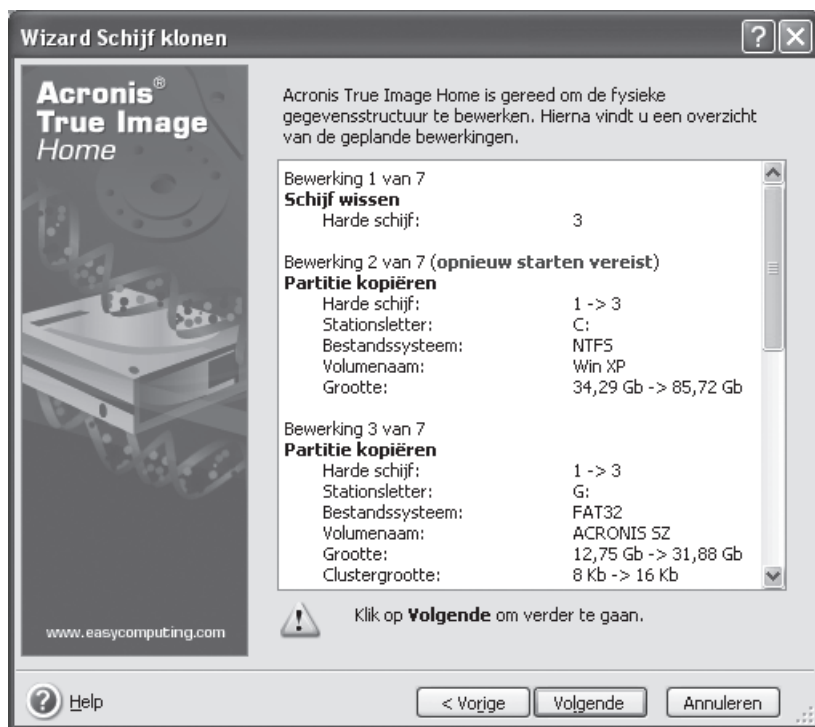 Wizard Schijf klonen
Acronis®
True Image
Home
Acronis True Image Home is gereed om de fysieke
gegevensstructuur te bewerken. Hierna vindt u een overzicht
van de geplande bewerkingen.
Bewerking 1 van 7
Schijf wissen
Harde schijf: 3
Bewerking 2 van 7 (opnieuw starten vereist)
Partitie kopiëren
Harde schijf: 1 -> 3
Stationsletter: C:
Bestandssysteem: NTFS
Volumenaam: Win XP
Grootte: 34,29 Gb -> 85,72 Gb
Bewerking 3 van 7
Partitie kopiëren
Harde schijf: 1 -> 3
Stationsletter: G:
Bestandssysteem: FAT32
Volumenaam: ACRONIS SZ
Grootte: 12,75 Gb -> 31,88 Gb
Clustergrootte: 8 Kb -> 16 Kb
Klik op Volgende om verder te gaan.
www.easycomputing.com
Help
< Vorige
Volgende
Annuleren